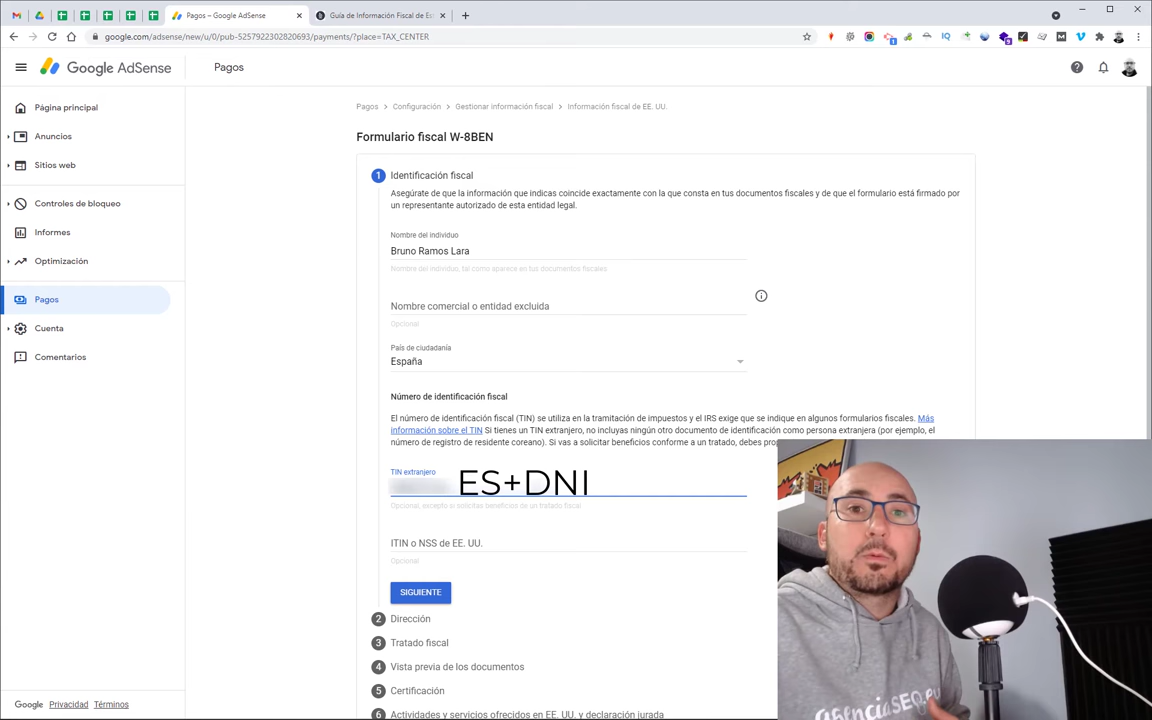 Pagos – Google AdSense
Guía de Información Fiscal de Es
google.com/adsense/new/u/0/pub-5257922302820693/payments/?place=TAX_CENTER
Google AdSense
Pagos
Página principal
Anuncios
Sitios web
Controles de bloqueo
Informes
Optimización
Pagos
Cuenta
Comentarios
Google Privacidad Términos
Pagos > Configuración > Gestionar información fiscal > Información fiscal de EE. UU.
Formulario fiscal W-8BEN
1 Identificación fiscal
Asegúrate de que la información que indicas coincide exactamente con la que consta en tus documentos fiscales y de que el formulario está firmado
por un representante autorizado de esta entidad legal.
Nombre del individuo
Bruno Ramos Lara
Nombre del individuo, tal como aparece en tus documentos fiscales
Nombre comercial o entidad excluida
Opcional
País de ciudadanía
España
Número de identificación fiscal
El número de identificación fiscal (TIN) se utiliza en la tramitación de impuestos y el IRS exige que se indique en algunos formularios fiscales. Más
información sobre el TIN Si tienes un TIN extranjero, no incluyas ningún otro documento de identificación como persona extranjera (por ejemplo, el
número de registro de residente coreano). Si vas a solicitar beneficios conforme a un tratado, debes
TIN extranjero
ES+DNI
Opcional, excepto si solicitas beneficios de un tratado fiscal
ITIN o NSS de EE. UU.
Opcional
SIGUIENTE
2 Dirección
3 Tratado fiscal
4 Vista previa de los documentos
5 Certificación
6 Actividades y servicios ofrecidos en EE. UU. y declaración jurada
agenciaSEO.eu